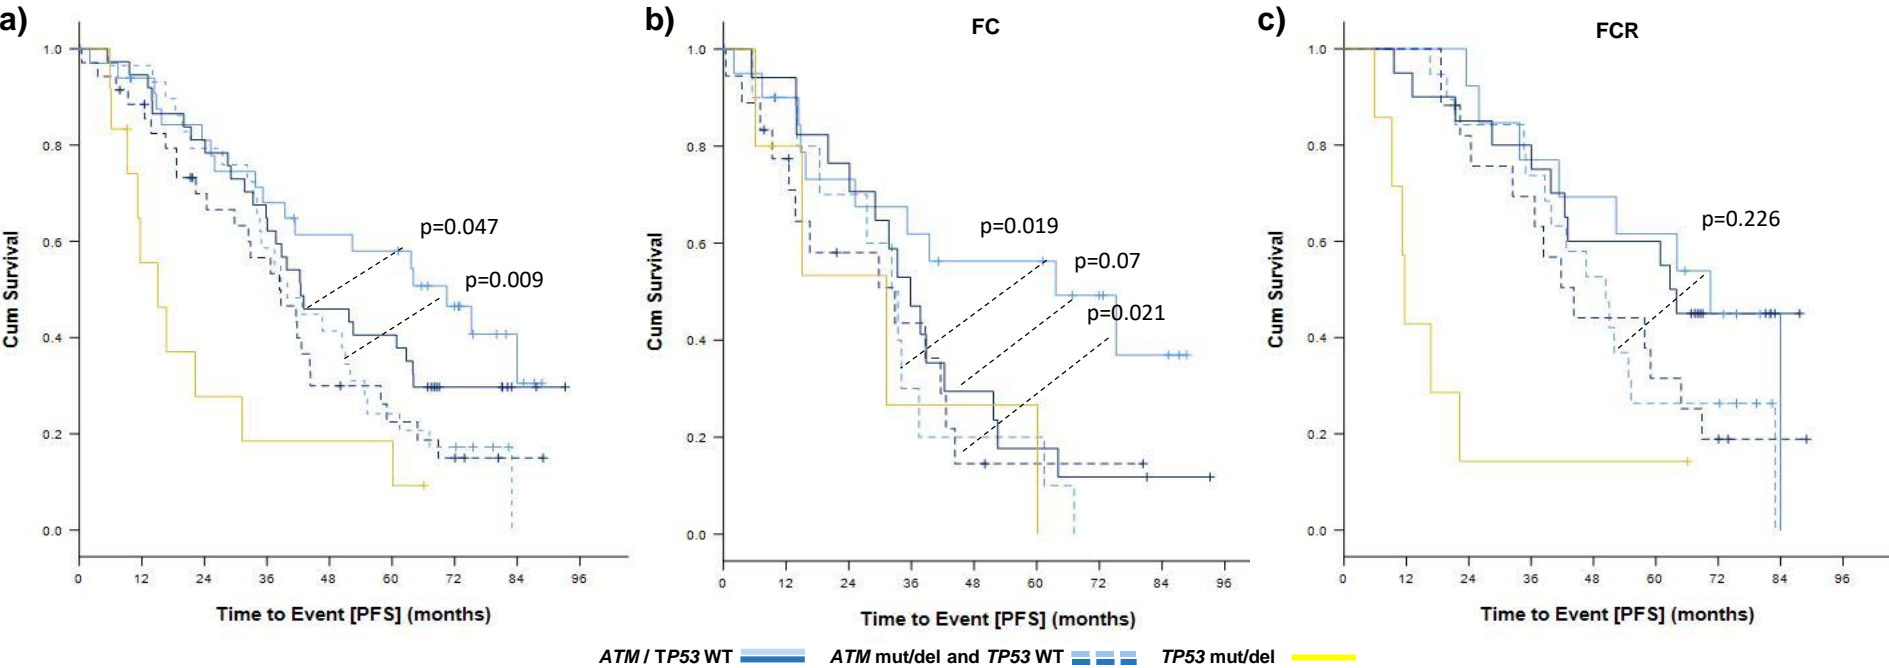 a)
1.0
0.8
0.6
0.4
0.2
0.0
Cum Survival
p=0.047
p=0.009
0 12 24 36 48 60 72 84 96
Time to Event [PFS] (months)
b)
FC
1.0
0.8
0.6
0.4
0.2
0.0
Cum Survival
p=0.019
p=0.07
p=0.021
0 12 24 36 48 60 72 84 96
Time to Event [PFS] (months)
c)
FCR
1.0
0.8
0.6
0.4
0.2
0.0
Cum Survival
p=0.226
0 12 24 36 48 60 72 84 96
Time to Event [PFS] (months)
ATM / TP53 WT ATM mut/del and TP53 WT TP53 mut/del